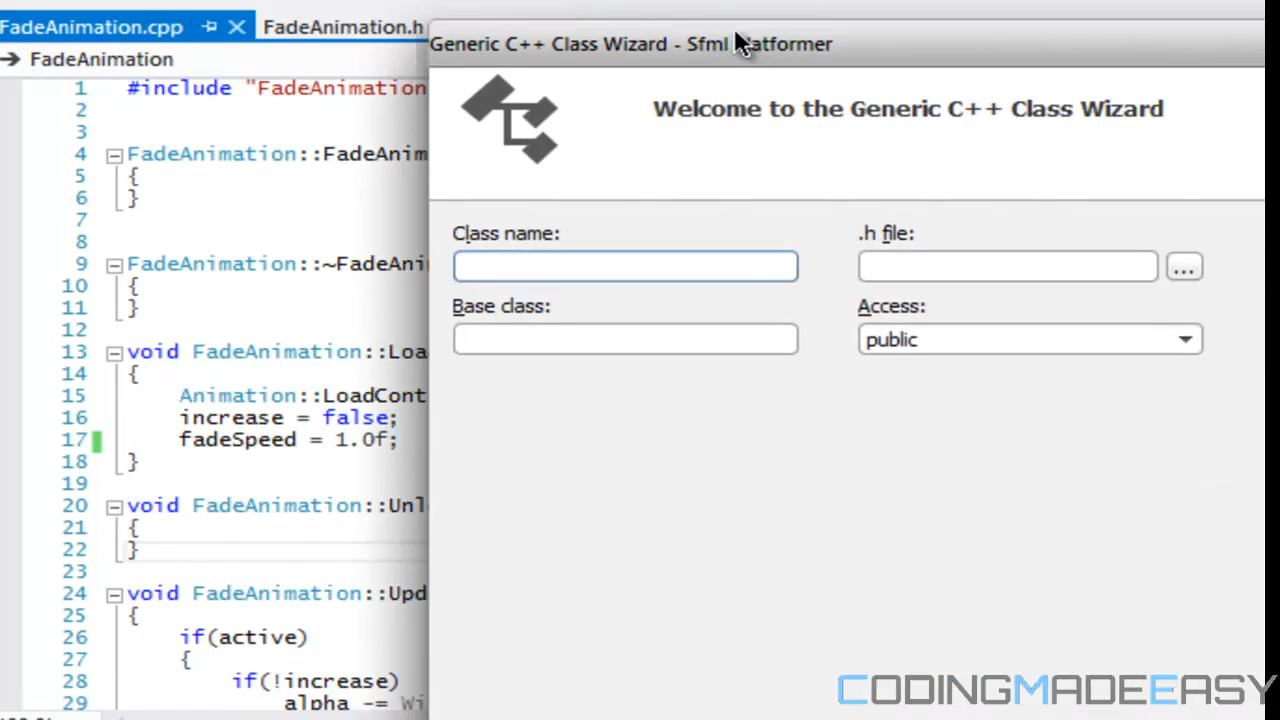 FadeAnimation.cpp
FadeAnimation.h
FadeAnimation
1 #include "FadeAnimation
2
3
4 FadeAnimation::FadeAnim
5 {
6 }
7
8
9 FadeAnimation::~FadeAni
10 {
11 }
12
13 void FadeAnimation::Loa
14 {
15 Animation::LoadCont
16 increase = false;
17 fadeSpeed = 1.0f;
18 }
19
20 void FadeAnimation::Unl
21 {
22 }
23
24 void FadeAnimation::Upd
25 {
26 if(active)
27 {
28 if(!increase)
29 alpha -= Wi
Generic C++ Class Wizard - Sfml Platformer
Welcome to the Generic C++ Class Wizard
Class name:
.h file:
...
Base class:
Access:
public
CODINGMADEEASY